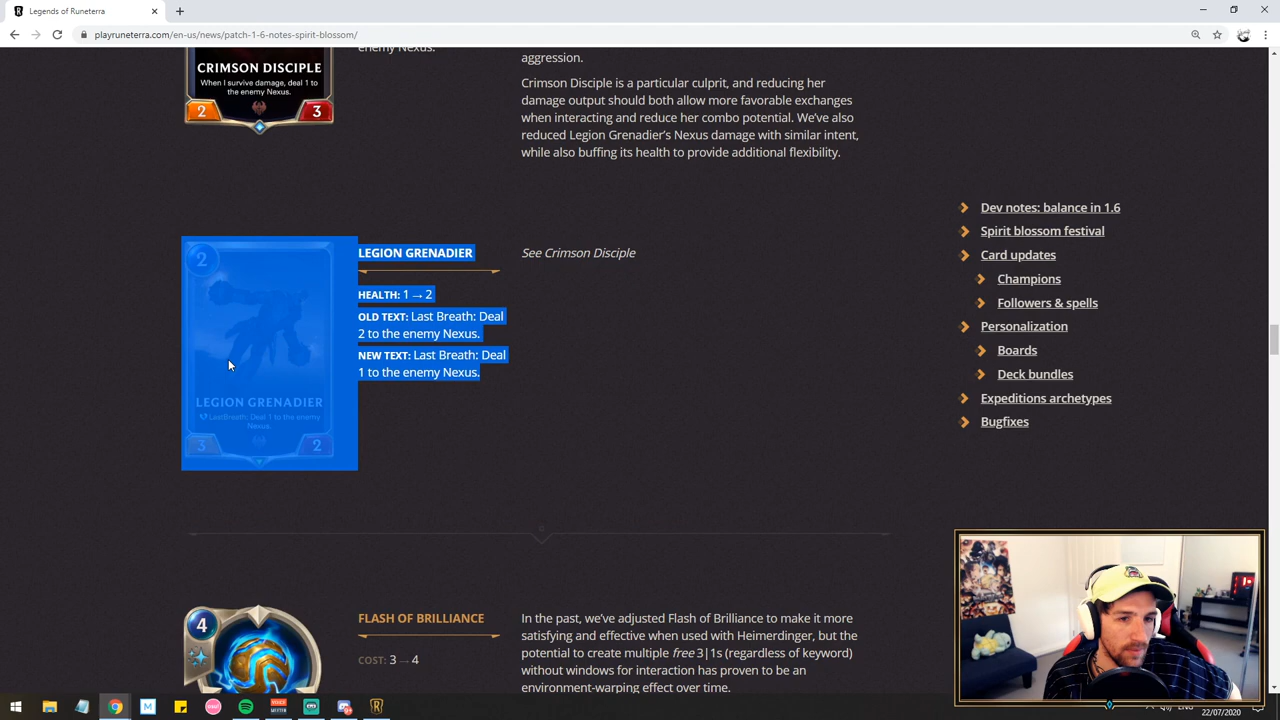 Legends of Runeterra
playruneterra.com/en-us/news/patch-1-6-notes-spirit-blossom/
enemy Nexus.
aggression.
CRIMSON DISCIPLE
When I survive damage, deal 1 to
the enemy Nexus.
2
3
Crimson Disciple is a particular culprit, and reducing her
damage output should both allow more favorable exchanges
when interacting and reduce her combo potential. We've also
reduced Legion Grenadier's Nexus damage with similar intent,
while also buffing its health to provide additional flexibility.
2
LEGION GRENADIER
LastBreath: Deal 1 to the enemy
Nexus.
3
2
LEGION GRENADIER
HEALTH: 1 → 2
OLD TEXT: Last Breath: Deal
2 to the enemy Nexus.
NEW TEXT: Last Breath: Deal
1 to the enemy Nexus.
See Crimson Disciple
4
FLASH OF BRILLIANCE
COST: 3 → 4
In the past, we've adjusted Flash of Brilliance to make it more
satisfying and effective when used with Heimerdinger, but the
potential to create multiple free 3|1s (regardless of keyword)
without windows for interaction has proven to be an
environment-warping effect over time.
Dev notes: balance in 1.6
Spirit blossom festival
Card updates
Champions
Followers & spells
Personalization
Boards
Deck bundles
Expeditions archetypes
Bugfixes
22/07/2020